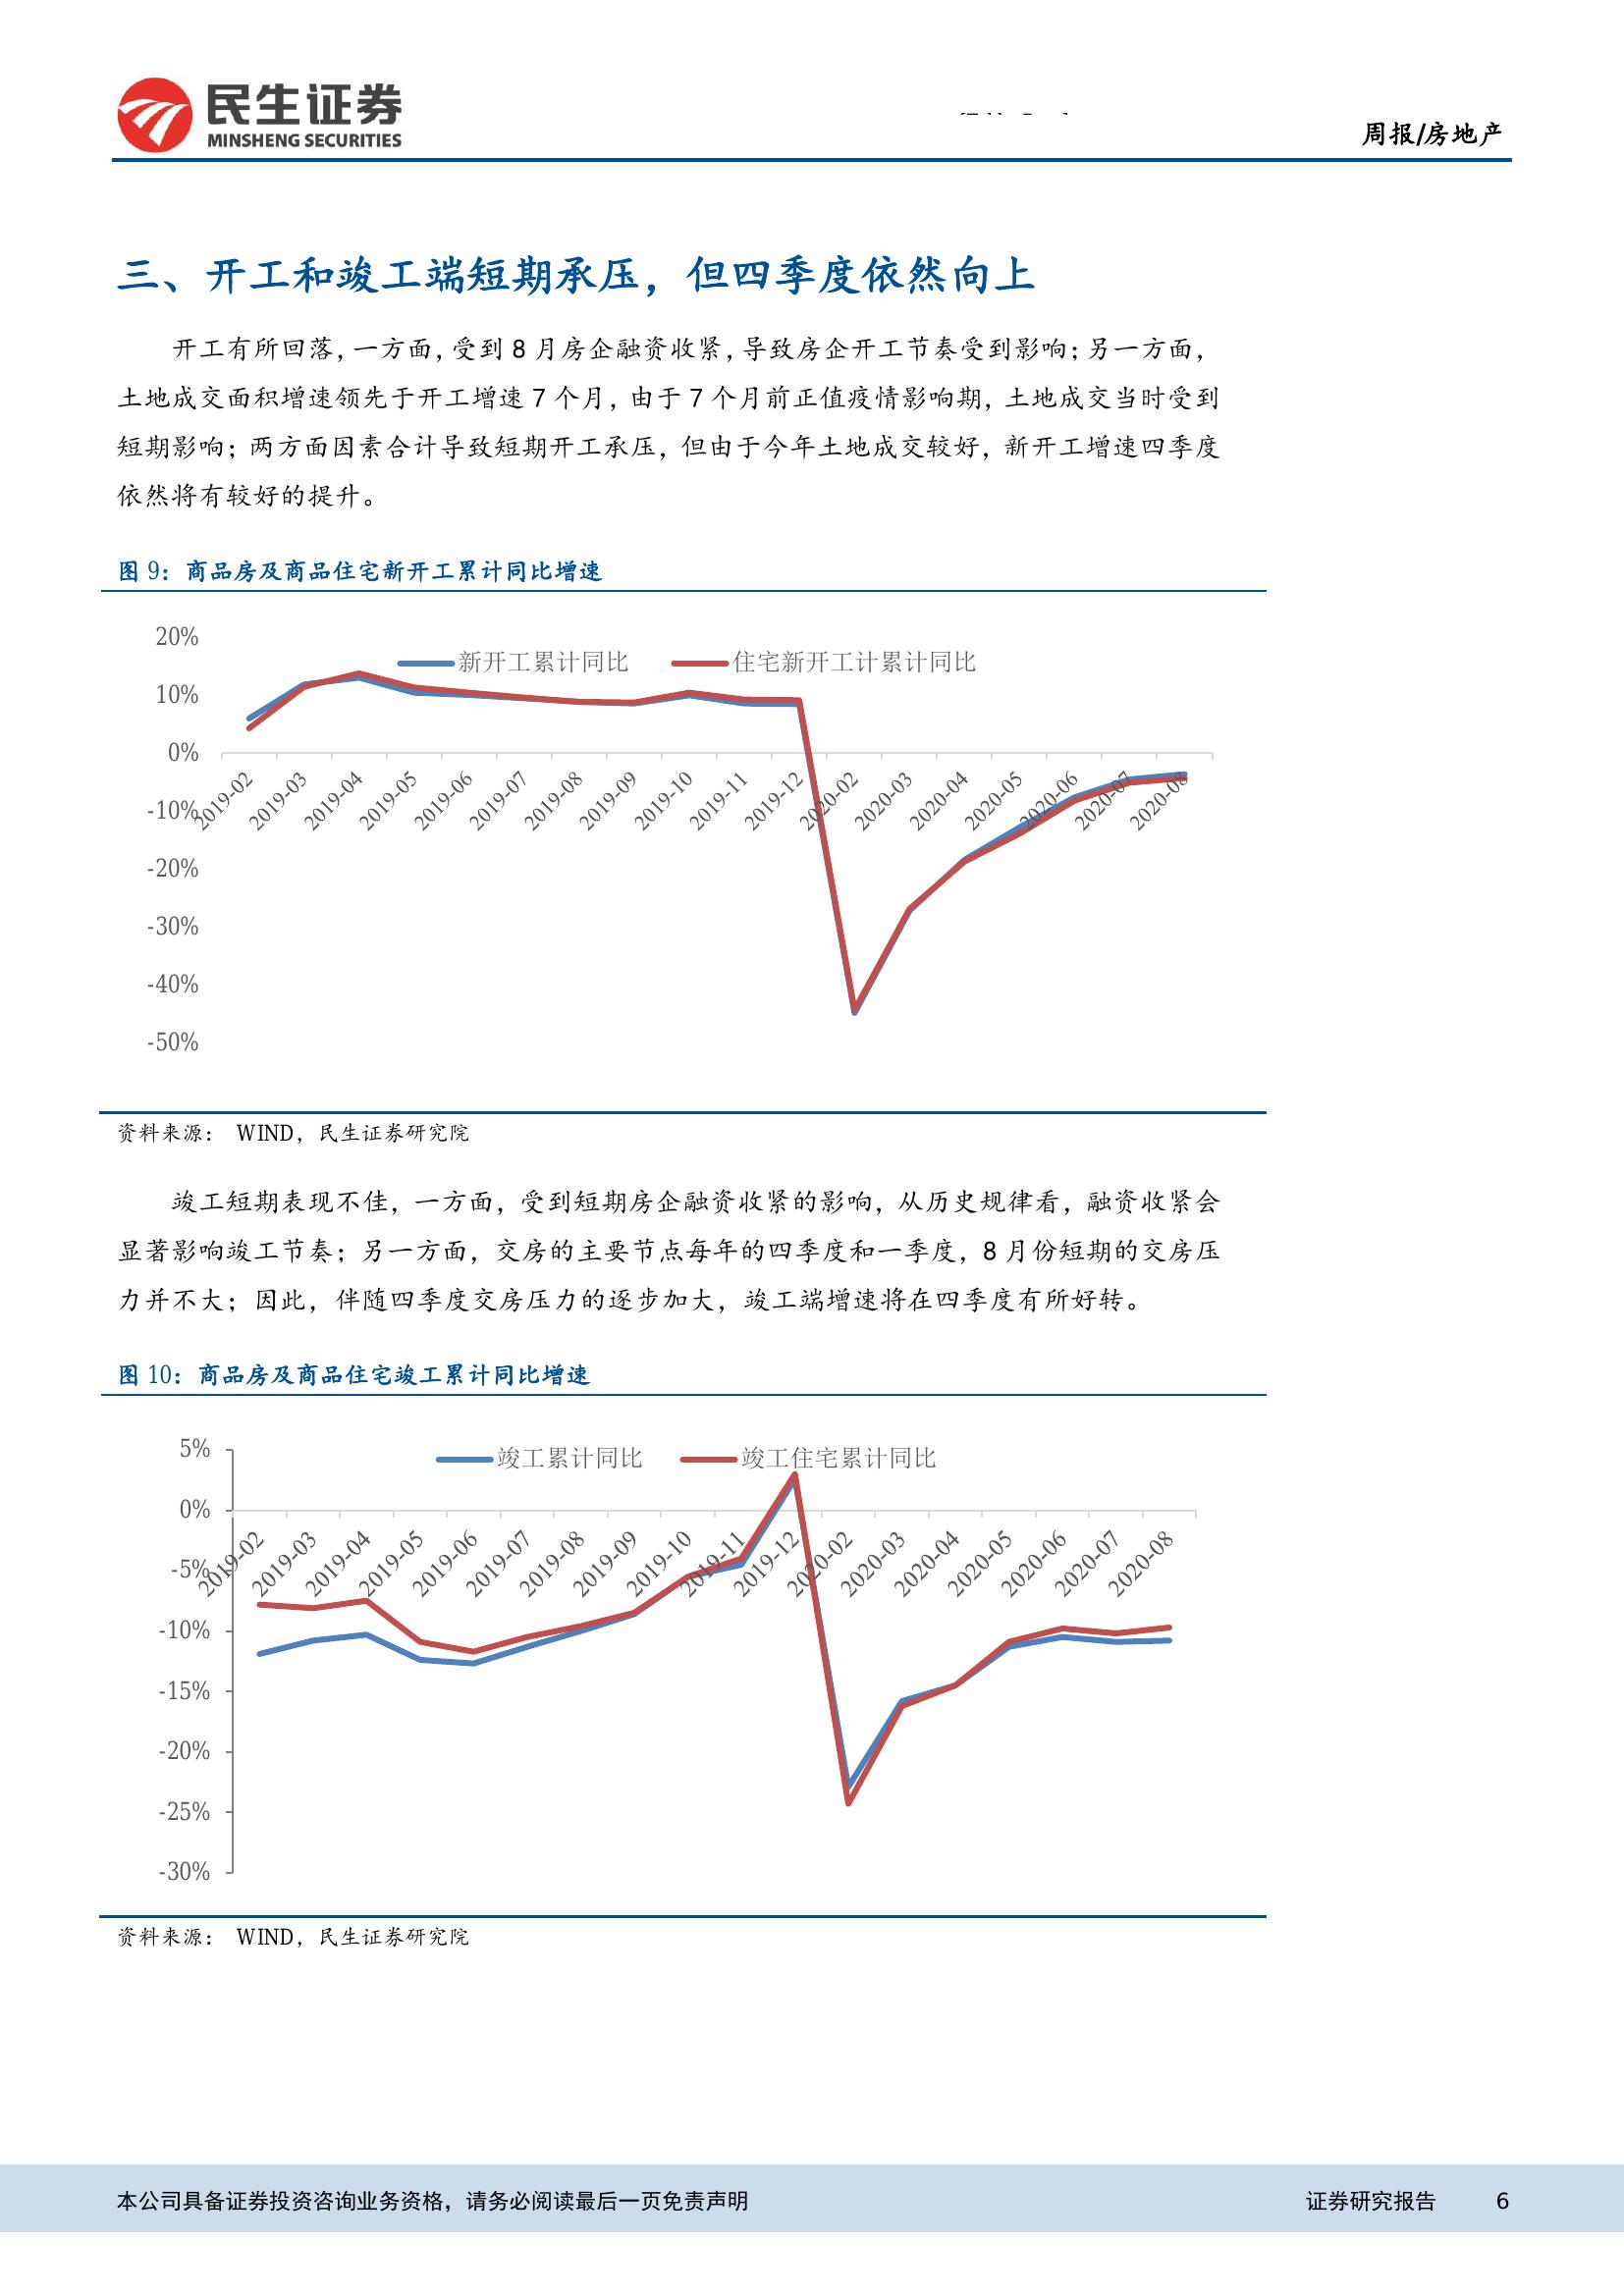 民生证券
MINSHENG SECURITIES
周报/房地产
三、开工和竣工端短期承压，但四季度依然向上
开工有所回落，一方面，受到 8 月房企融资收紧，导致房企开工节奏受到影响；另一方面，
土地成交面积增速领先于开工增速 7 个月，由于 7 个月前正值疫情影响期，土地成交当时受到
短期影响；两方面因素合计导致短期开工承压，但由于今年土地成交较好，新开工增速四季度
依然将有较好的提升。
图 9：商品房及商品住宅新开工累计同比增速
20%
新开工累计同比 住宅新开工计累计同比
10%
0%
-10%
-20%
-30%
-40%
-50%
2019-02 2019-03 2019-04 2019-05 2019-06 2019-07 2019-08 2019-09 2019-10 2019-11 2019-12 2020-02 2020-03 2020-04 2020-05 2020-06 2020-07 2020-08
资料来源： WIND，民生证券研究院
竣工短期表现不佳，一方面，受到短期房企融资收紧的影响，从历史规律看，融资收紧会
显著影响竣工节奏；另一方面，交房的主要节点每年的四季度和一季度，8 月份短期的交房压
力并不大；因此，伴随四季度交房压力的逐步加大，竣工端增速将在四季度有所好转。
图 10：商品房及商品住宅竣工累计同比增速
5%
竣工累计同比 竣工住宅累计同比
0%
-5%
-10%
-15%
-20%
-25%
-30%
2019-02 2019-03 2019-04 2019-05 2019-06 2019-07 2019-08 2019-09 2019-10 2019-11 2019-12 2020-02 2020-03 2020-04 2020-05 2020-06 2020-07 2020-08
资料来源： WIND，民生证券研究院
本公司具备证券投资咨询业务资格，请务必阅读最后一页免责声明 证券研究报告 6